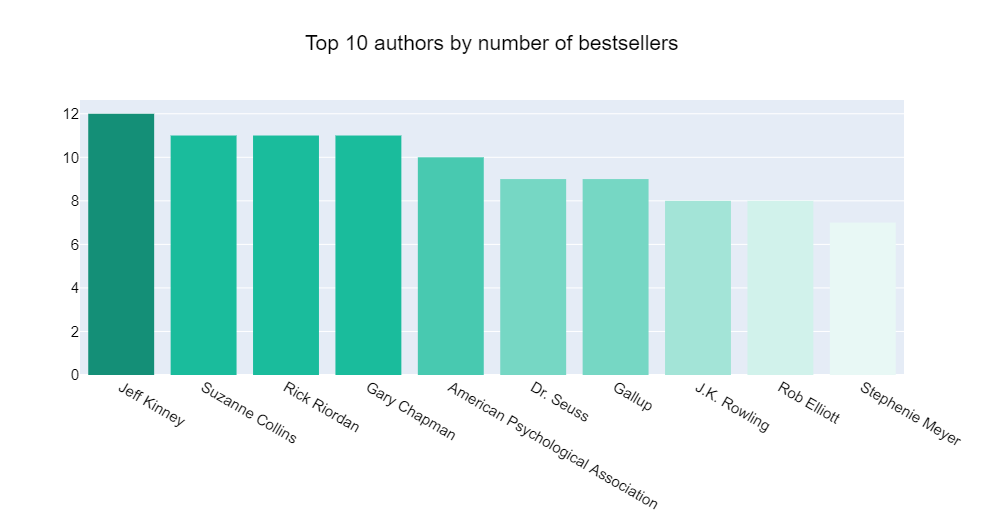 Top 10 authors by number of bestsellers
12
10
8
6
4
2
0
Jeff Kinney
Suzanne Collins
Rick Riordan
Gary Chapman
American Psychological Association
Dr. Seuss
Gallup
J.K. Rowling
Rob Elliott
Stephenie Meyer